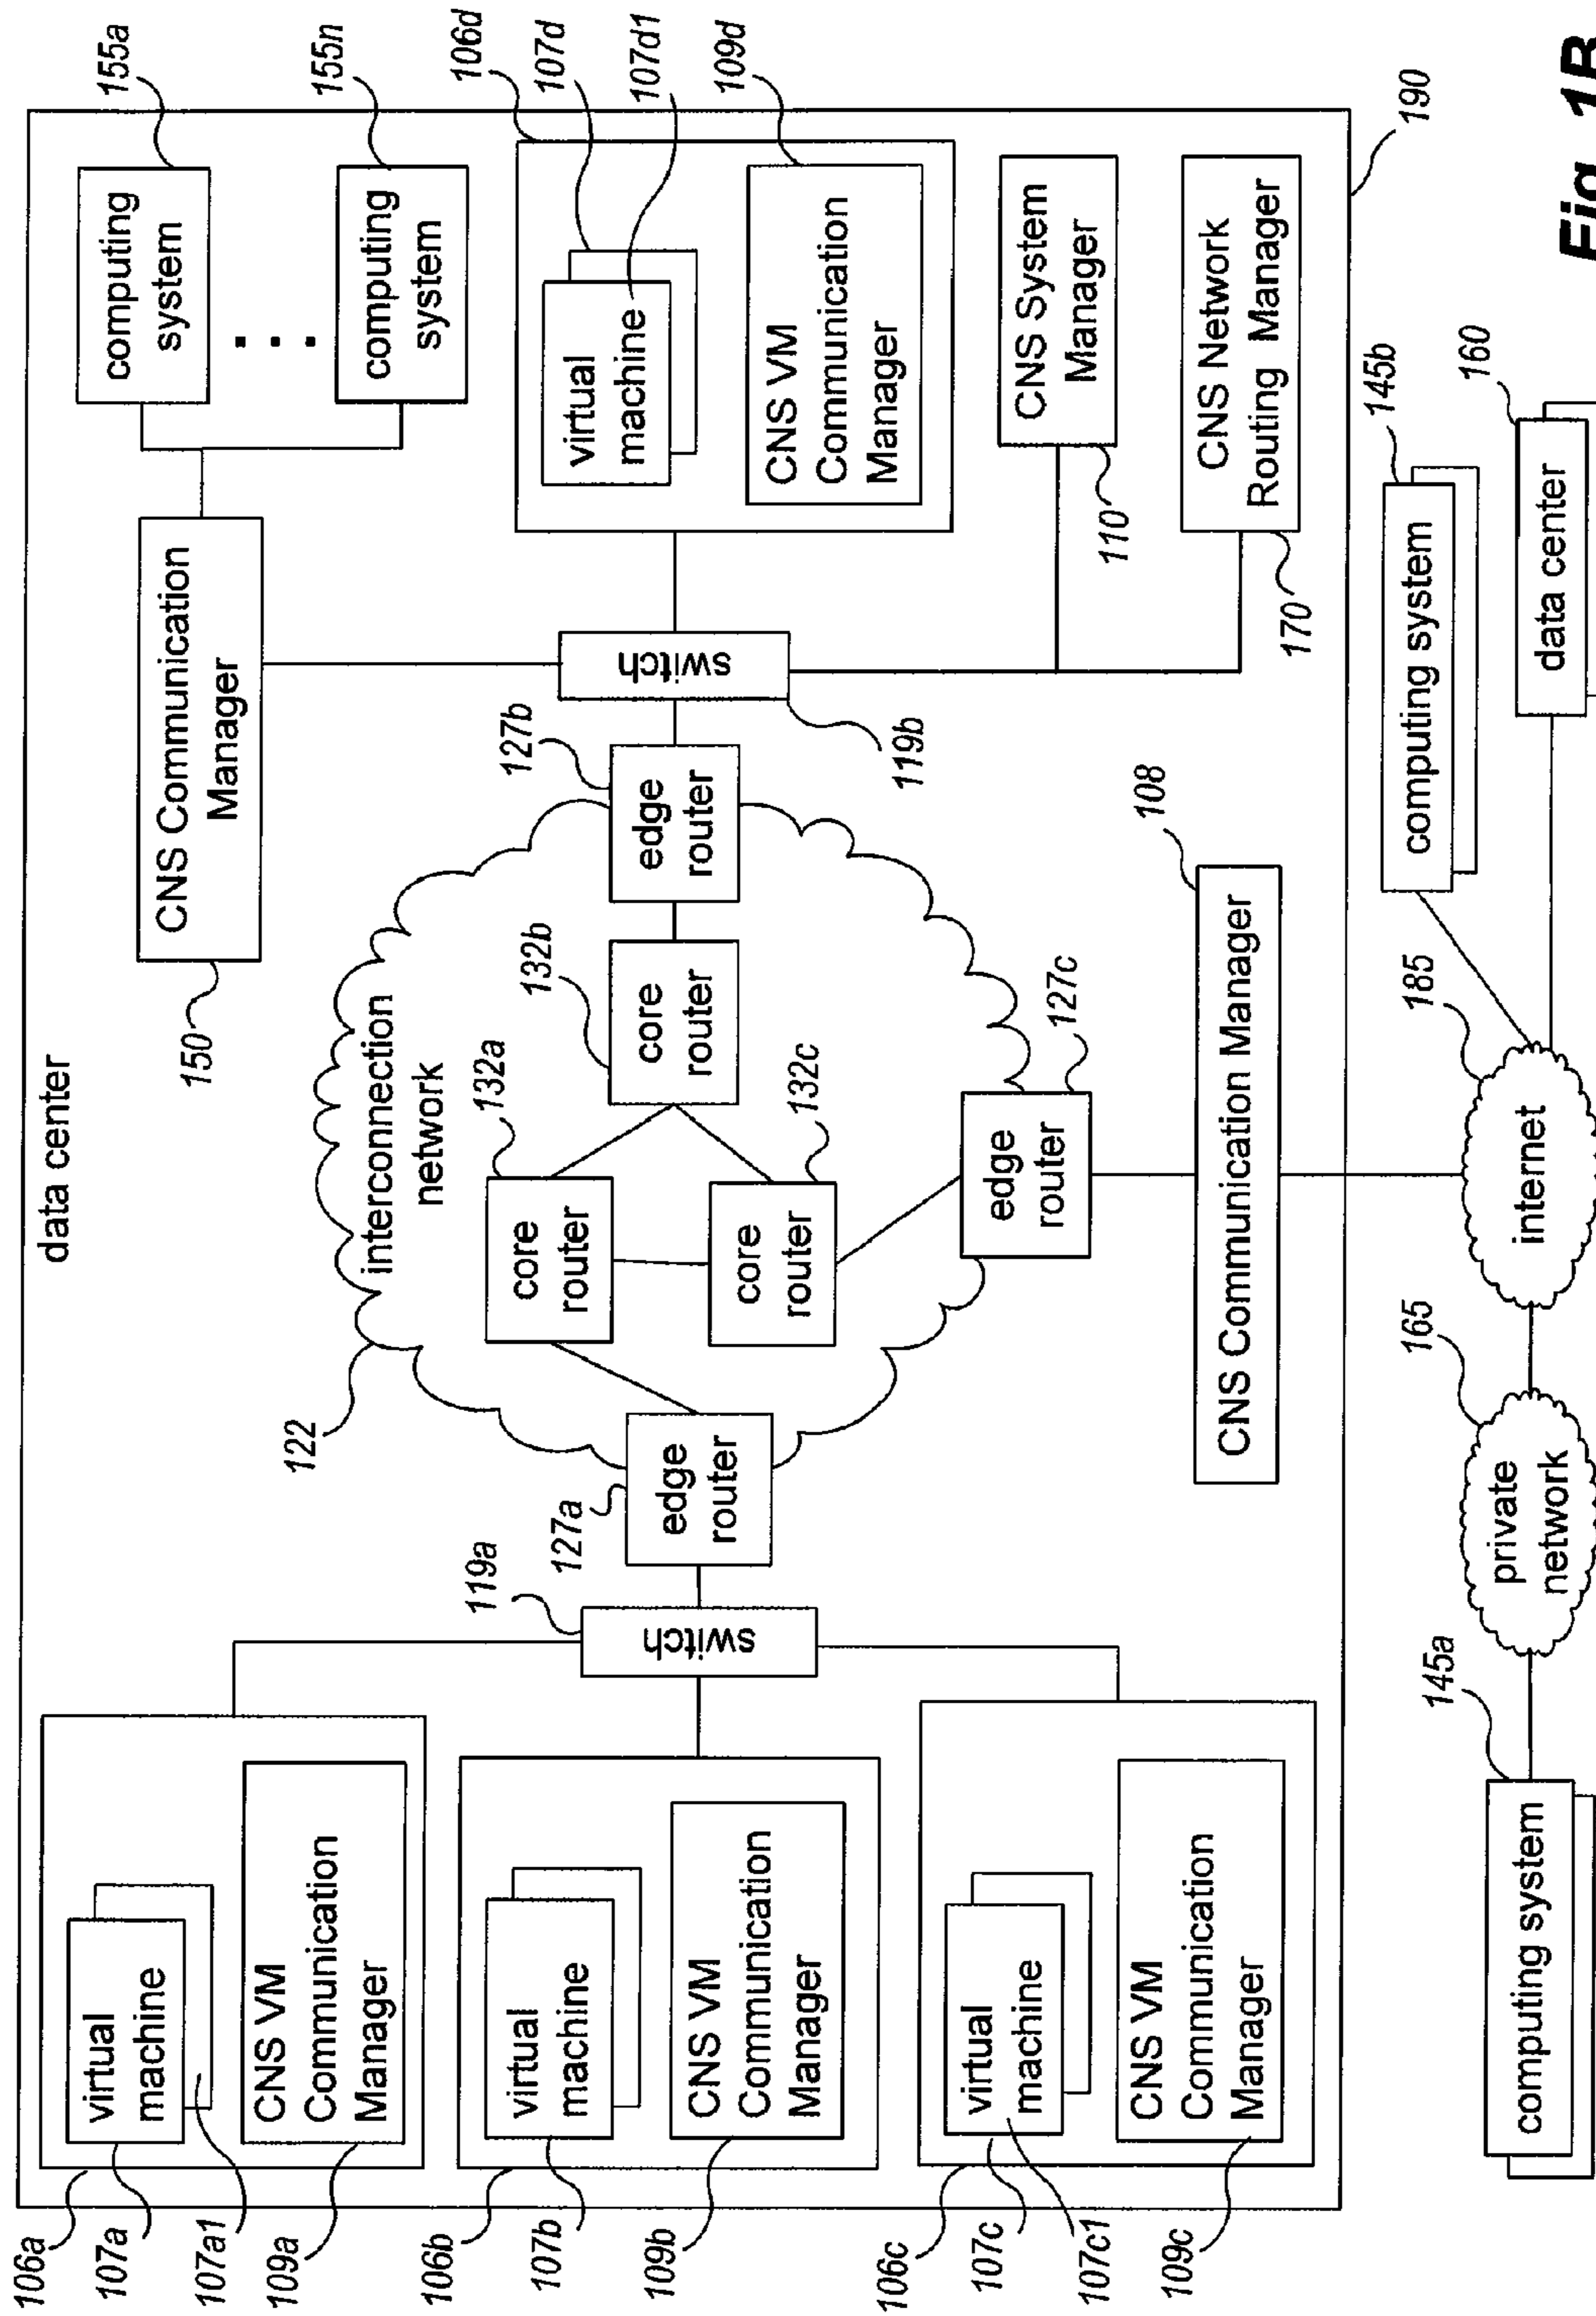 data center
106a
107a
107a1
109a
virtual
machine
CNS VM
Communication
Manager
106b
107b
109b
virtual
machine
CNS VM
Communication
Manager
106c
107c
107c1
109c
virtual
machine
CNS VM
Communication
Manager
119a
switch
127a
edge
router
122
interconnection
network
132a
core
router
132b
core
router
132c
core
router
127b
edge
router
127c
edge
router
119b
switch
150
CNS Communication
Manager
155a
computing
system
...
155n
computing
system
106d
107d
107d1
109d
virtual
machine
CNS VM
Communication
Manager
110
CNS System
Manager
170
CNS Network
Routing Manager
190
108
CNS Communication Manager
145a
computing system
165
private
network
185
internet
145b
computing system
160
data center
Fig. 1B